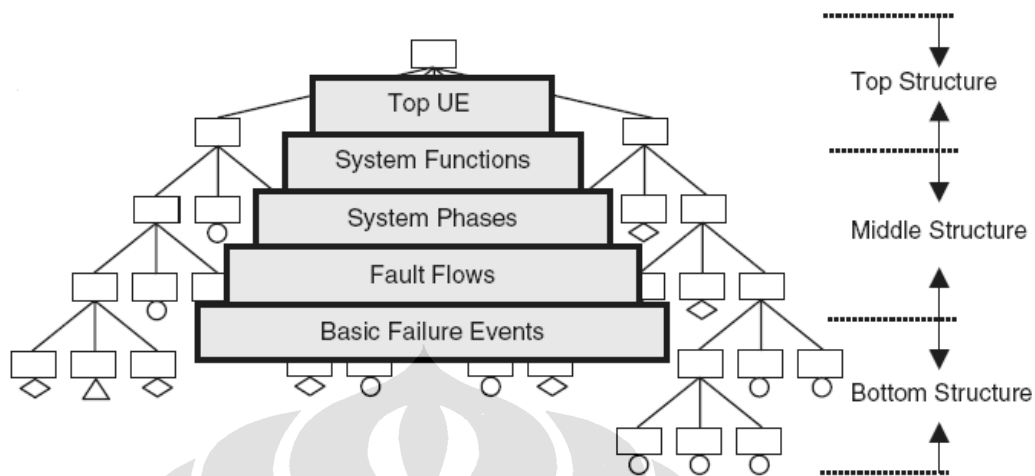 Top UE
System Functions
System Phases
Fault Flows
Basic Failure Events
Top Structure
Middle Structure
Bottom Structure